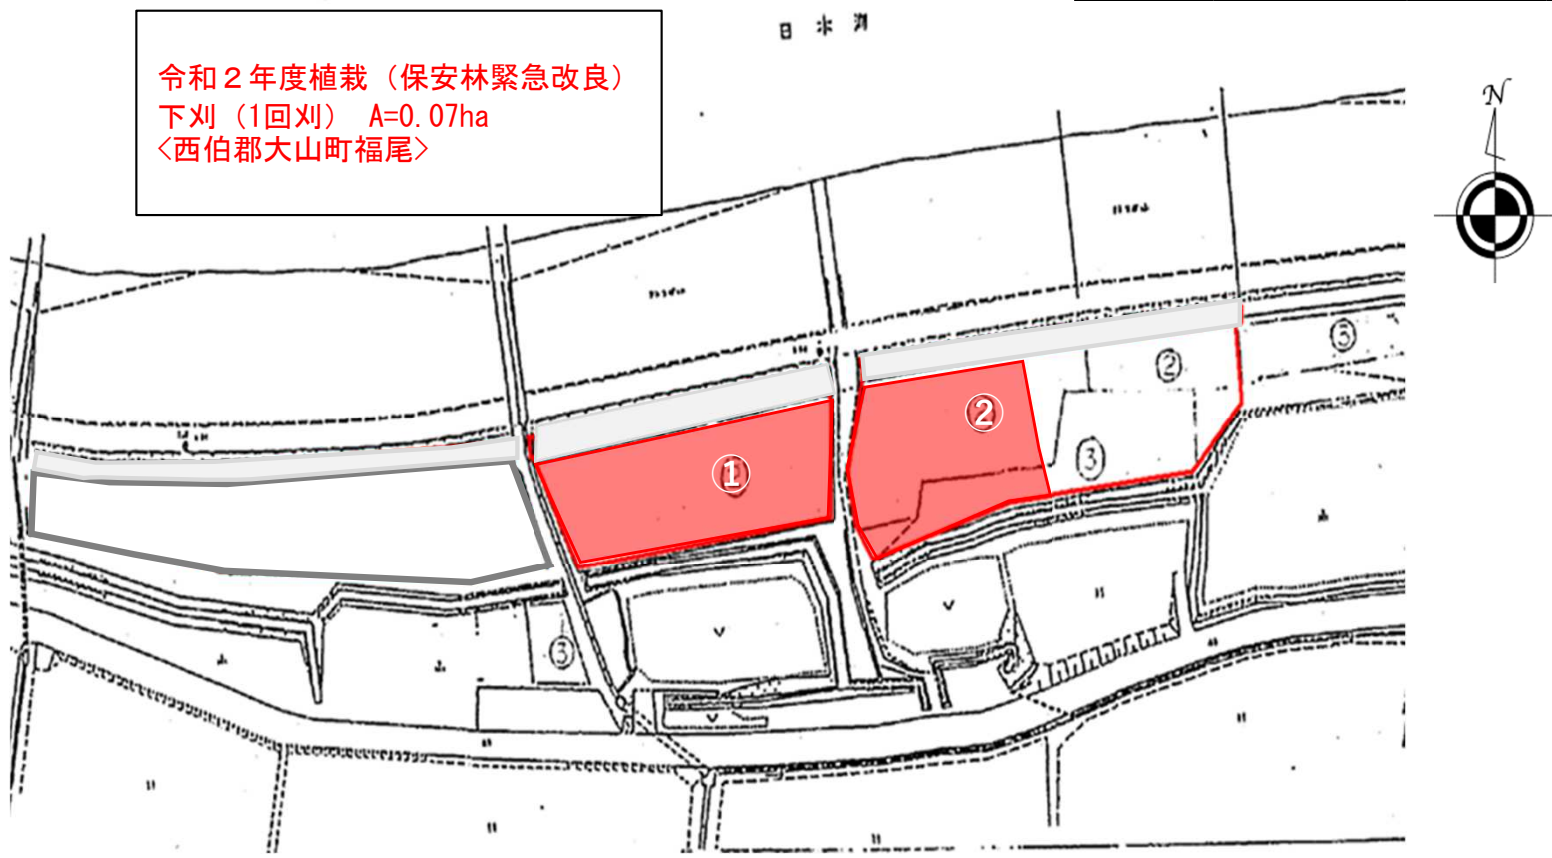 日本海
令和２年度植栽（保安林緊急改良）
下刈（1回刈） A=0.07ha
<西伯郡大山町福尾>
N
③
②
②
③
①
③